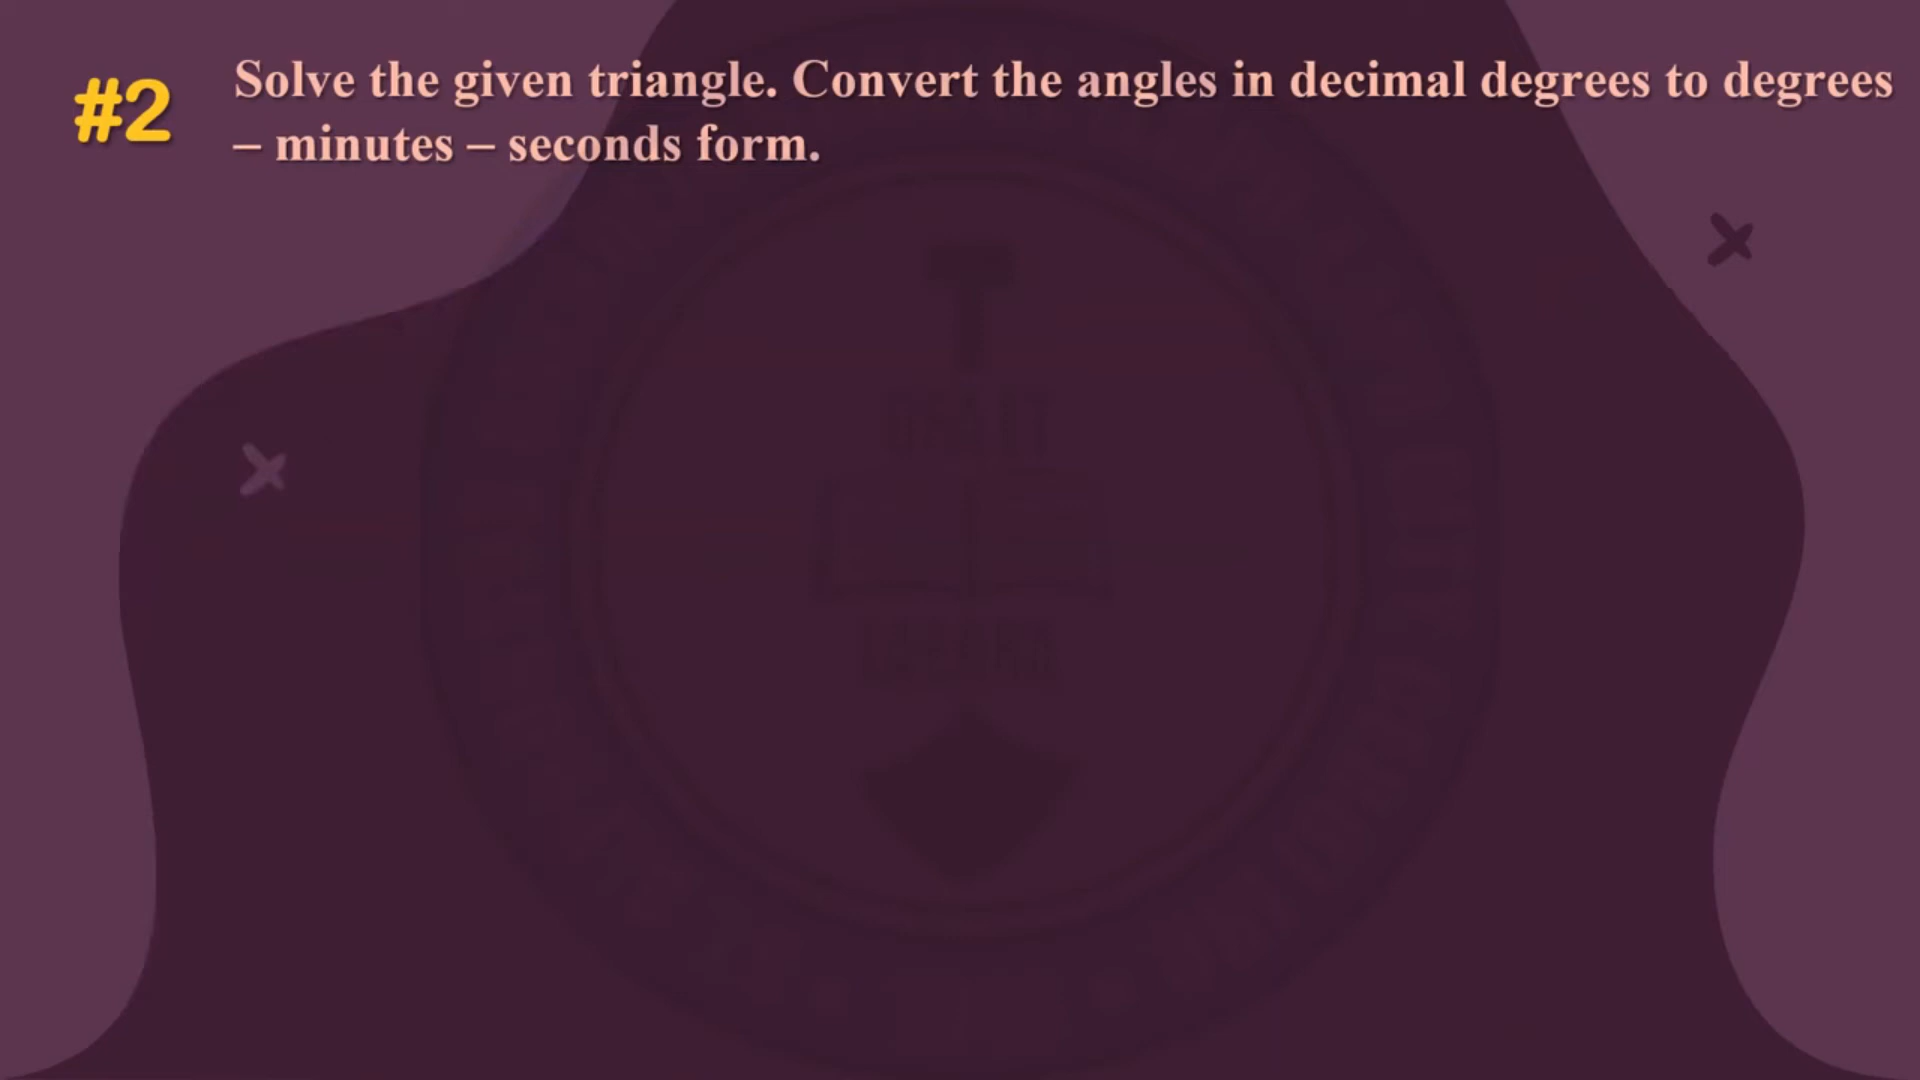 #2
Solve the given triangle. Convert the angles in decimal degrees to degrees
– minutes – seconds form.